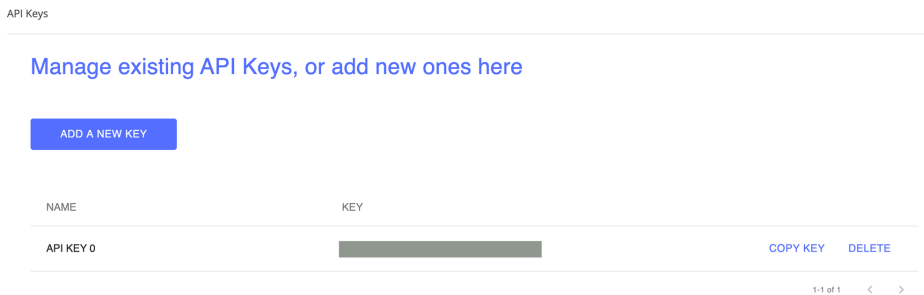 API Keys
Manage existing API Keys, or add new ones here
ADD A NEW KEY
NAME KEY
API KEY 0 COPY KEY DELETE
1-1 of 1